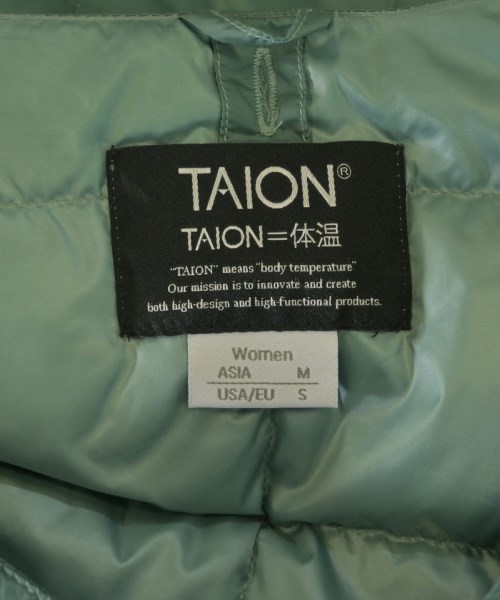 TAION®
TAION=体温
"TAION" means "body temperature"
Our mission is to innovate and create
both high-design and high-functional products.
Women
ASIA M
USA/EU S